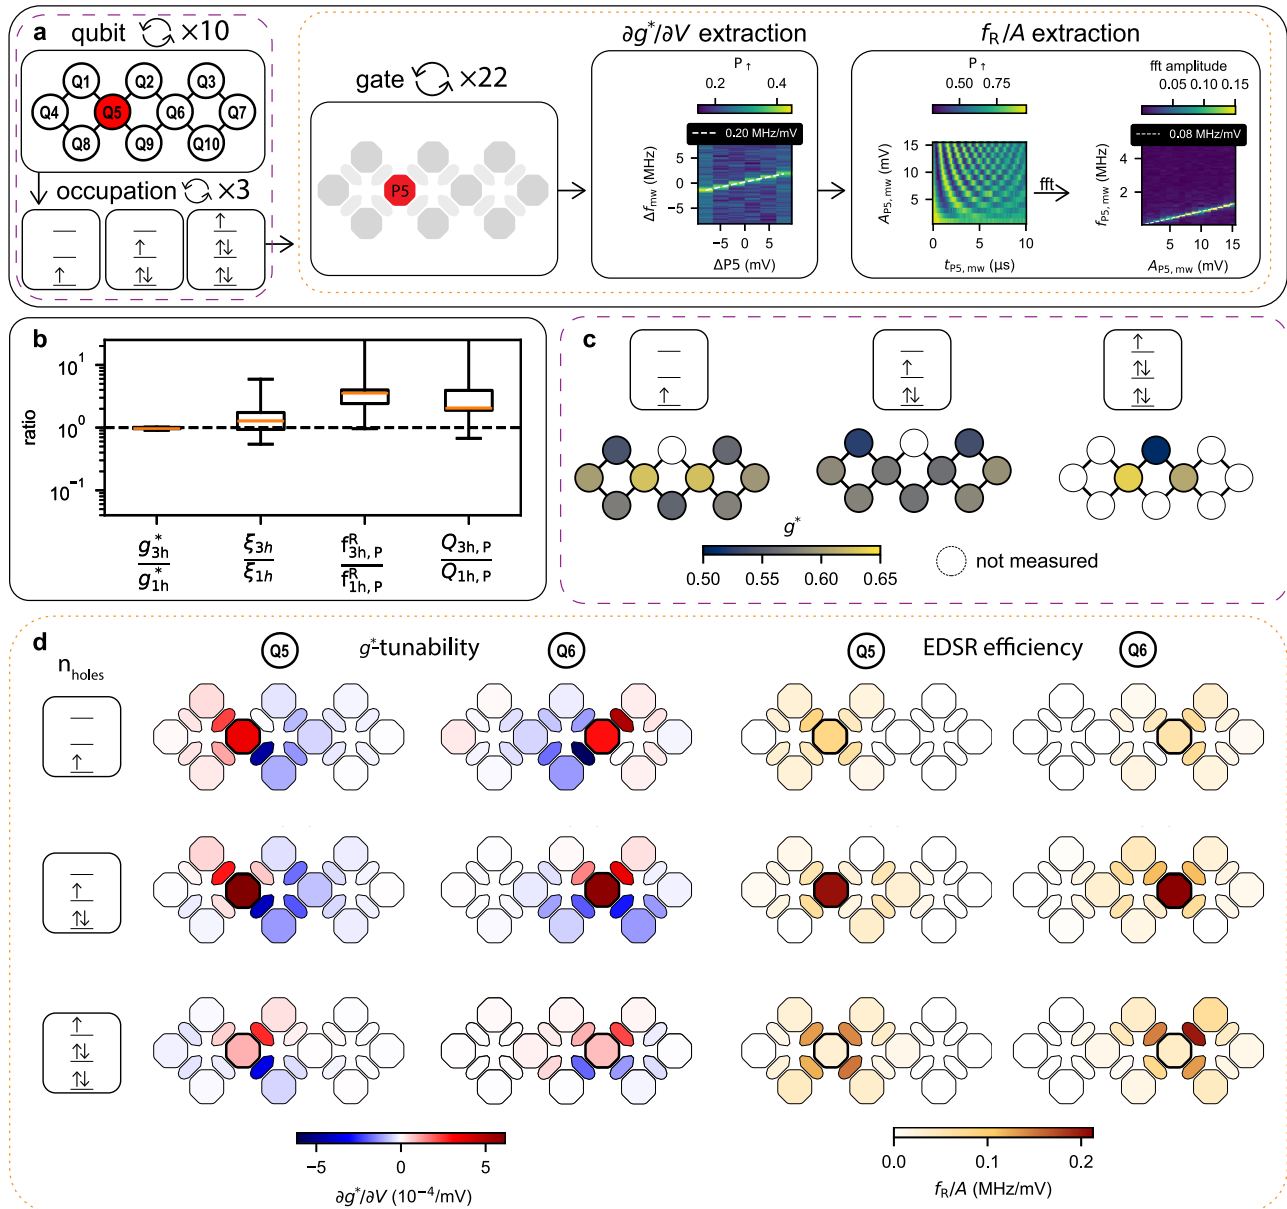 a
qubit ×10
Q1 Q2 Q3
Q4 Q5 Q6 Q7
Q8 Q9 Q10
occupation ×3
gate ×22
P5
∂g*/∂V extraction
P↑
0.2 0.4
0.20 MHz/mV
Δf_mw (MHz)
5
0
−5
−5 0 5
ΔP5 (mV)
f_R/A extraction
P↑
0.50 0.75
A_P5, mw (mV)
15
10
5
0 5 10
t_P5, mw (μs)
fft
fft amplitude
0.05 0.10 0.15
0.08 MHz/mV
f_P5, mw (MHz)
4
2
5 10 15
A_P5, mw (mV)
b
ratio
10^1
10^0
10^−1
g*_3h / g*_1h
ξ_3h / ξ_1h
f^R_3h, P / f^R_1h, P
Q_3h, P / Q_1h, P
c
g*
0.50 0.55 0.60 0.65
not measured
d
n_holes
Q5 g*-tunability Q6
Q5 EDSR efficiency Q6
−5 0 5
∂g*/∂V (10^−4/mV)
0.0 0.1 0.2
f_R/A (MHz/mV)